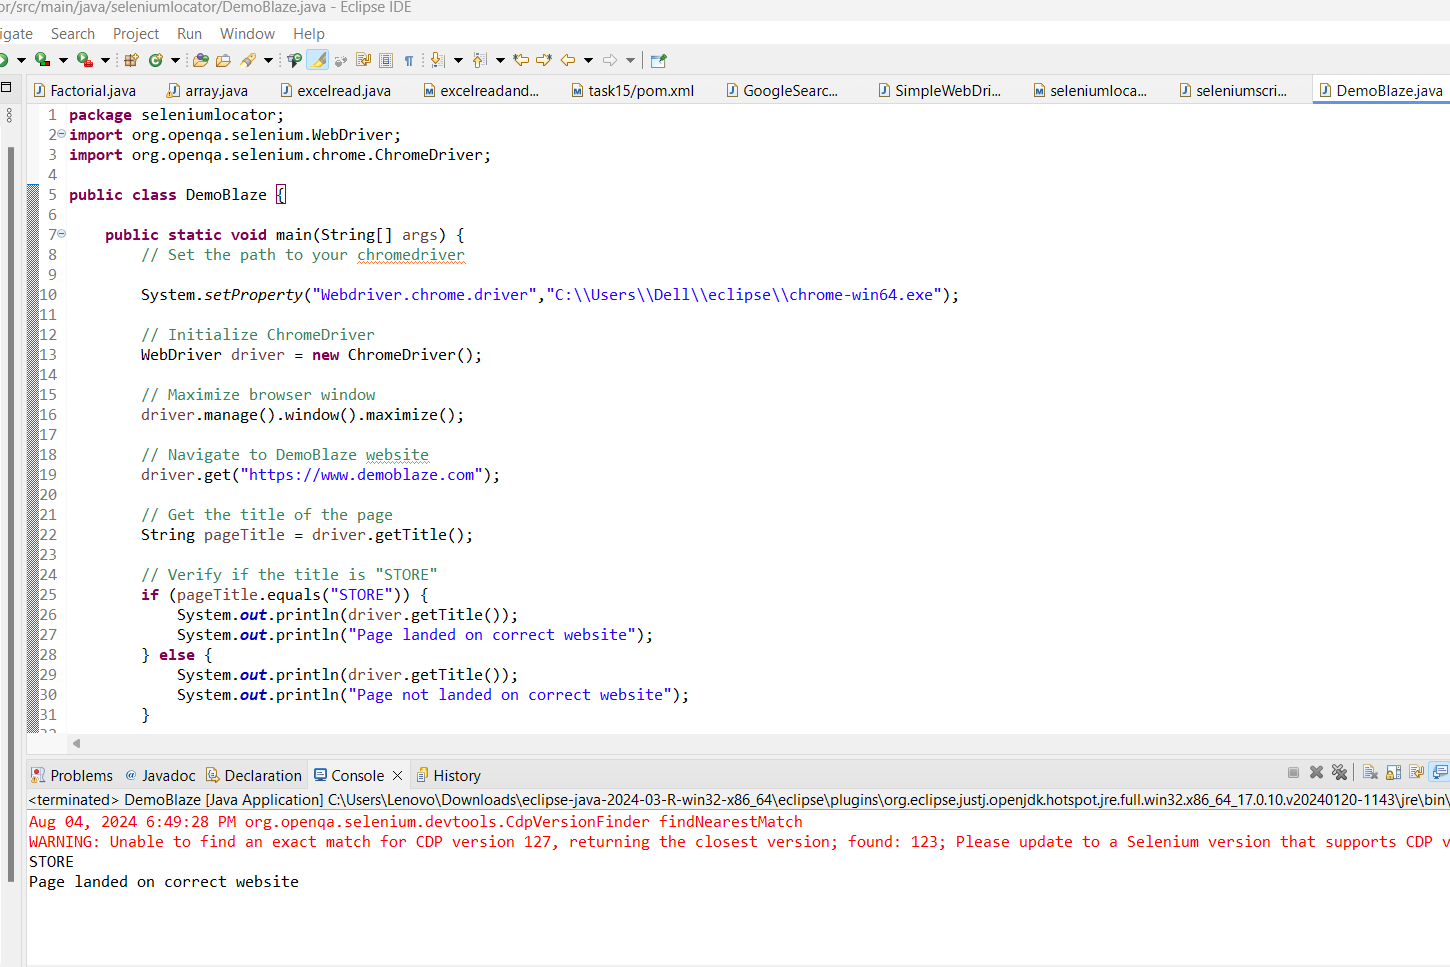 or/src/main/java/seleniumlocator/DemoBlaze.java - Eclipse IDE
igate Search Project Run Window Help
Factorial.java array.java excelread.java excelreadand... task15/pom.xml GoogleSearc... SimpleWebDri... seleniumloca... seleniumscri... DemoBlaze.java
1 package seleniumlocator;
2 import org.openqa.selenium.WebDriver;
3 import org.openqa.selenium.chrome.ChromeDriver;
4
5 public class DemoBlaze {
6
7 public static void main(String[] args) {
8 // Set the path to your chromedriver
9
10 System.setProperty("Webdriver.chrome.driver","C:\\Users\\Dell\\eclipse\\chrome-win64.exe");
11
12 // Initialize ChromeDriver
13 WebDriver driver = new ChromeDriver();
14
15 // Maximize browser window
16 driver.manage().window().maximize();
17
18 // Navigate to DemoBlaze website
19 driver.get("https://www.demoblaze.com");
20
21 // Get the title of the page
22 String pageTitle = driver.getTitle();
23
24 // Verify if the title is "STORE"
25 if (pageTitle.equals("STORE")) {
26 System.out.println(driver.getTitle());
27 System.out.println("Page landed on correct website");
28 } else {
29 System.out.println(driver.getTitle());
30 System.out.println("Page not landed on correct website");
31 }
32
Problems @ Javadoc Declaration Console History
<terminated> DemoBlaze [Java Application] C:\Users\Lenovo\Downloads\eclipse-java-2024-03-R-win32-x86_64\eclipse\plugins\org.eclipse.justj.openjdk.hotspot.jre.full.win32.x86_64_17.0.10.v20240120-1143\jre\bin\
Aug 04, 2024 6:49:28 PM org.openqa.selenium.devtools.CdpVersionFinder findNearestMatch
WARNING: Unable to find an exact match for CDP version 127, returning the closest version; found: 123; Please update to a Selenium version that supports CDP v
STORE
Page landed on correct website